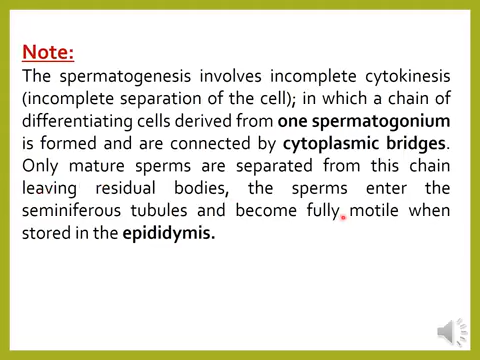 Note:
The spermatogenesis involves incomplete cytokinesis
(incomplete separation of the cell); in which a chain of
differentiating cells derived from one spermatogonium
is formed and are connected by cytoplasmic bridges.
Only mature sperms are separated from this chain
leaving residual bodies, the sperms enter the
seminiferous tubules and become fully motile when
stored in the epididymis.